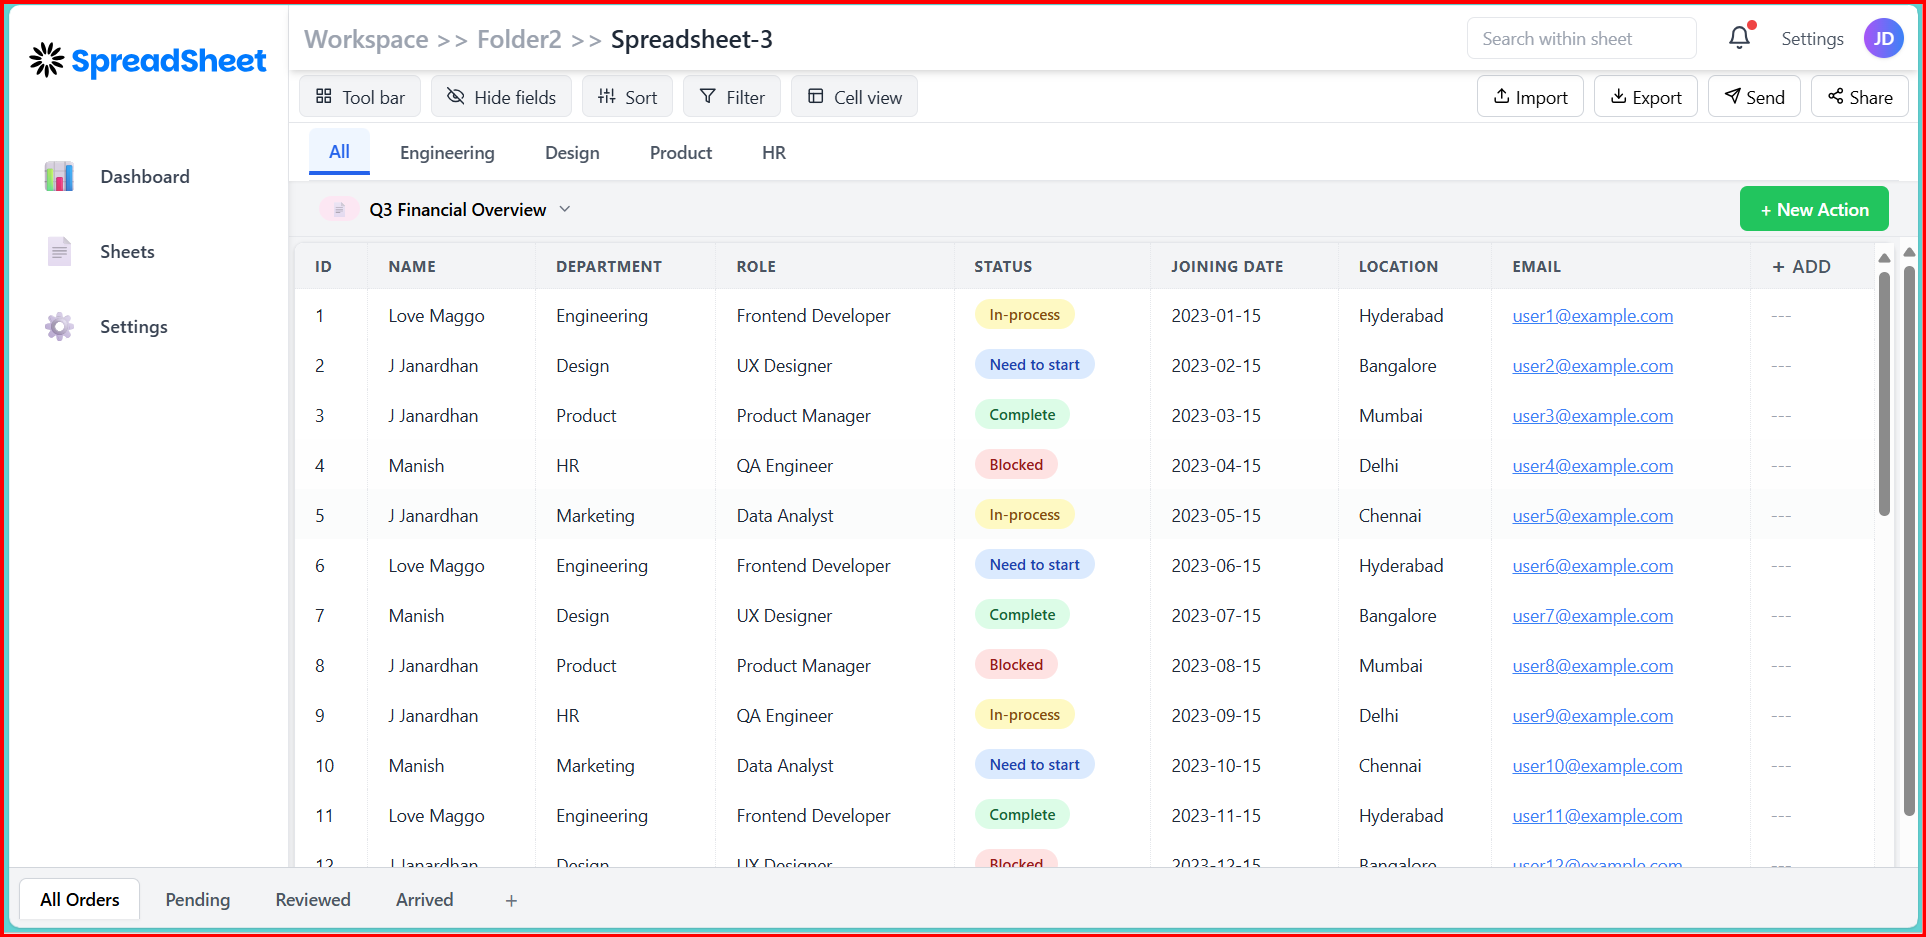 SpreadSheet
Workspace >> Folder2 >> Spreadsheet-3
Search within sheet
Settings
JD
Tool bar Hide fields Sort Filter Cell view
Import Export Send Share
Dashboard
Sheets
Settings
All Engineering Design Product HR
Q3 Financial Overview
+ New Action
ID NAME DEPARTMENT ROLE STATUS JOINING DATE LOCATION EMAIL + ADD
1 Love Maggo Engineering Frontend Developer In-process 2023-01-15 Hyderabad user1@example.com ---
2 J Janardhan Design UX Designer Need to start 2023-02-15 Bangalore user2@example.com ---
3 J Janardhan Product Product Manager Complete 2023-03-15 Mumbai user3@example.com ---
4 Manish HR QA Engineer Blocked 2023-04-15 Delhi user4@example.com ---
5 J Janardhan Marketing Data Analyst In-process 2023-05-15 Chennai user5@example.com ---
6 Love Maggo Engineering Frontend Developer Need to start 2023-06-15 Hyderabad user6@example.com ---
7 Manish Design UX Designer Complete 2023-07-15 Bangalore user7@example.com ---
8 J Janardhan Product Product Manager Blocked 2023-08-15 Mumbai user8@example.com ---
9 J Janardhan HR QA Engineer In-process 2023-09-15 Delhi user9@example.com ---
10 Manish Marketing Data Analyst Need to start 2023-10-15 Chennai user10@example.com ---
11 Love Maggo Engineering Frontend Developer Complete 2023-11-15 Hyderabad user11@example.com ---
12 J Janardhan Design UX Designer Blocked 2023-12-15 Bangalore user12@example.com ---
All Orders Pending Reviewed Arrived +